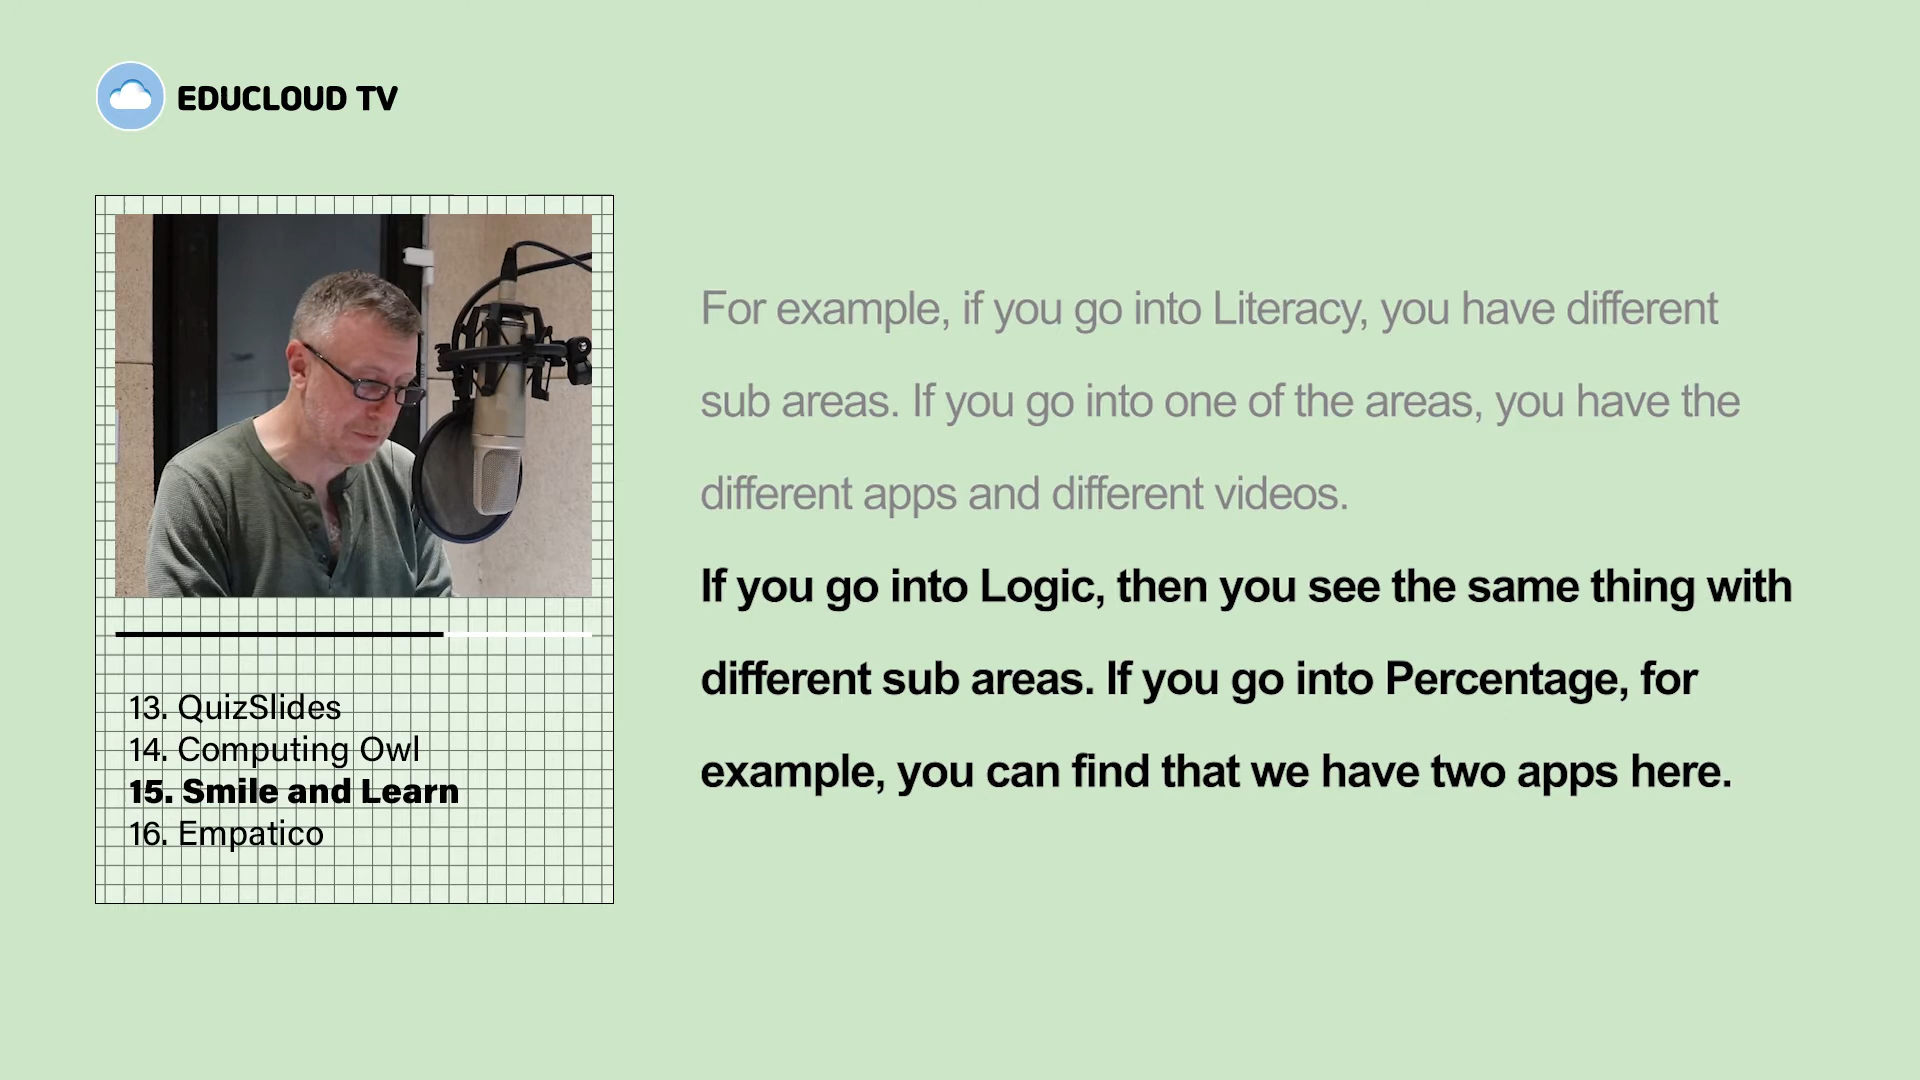 EDUCLOUD TV
For example, if you go into Literacy, you have different
sub areas. If you go into one of the areas, you have the
different apps and different videos.
If you go into Logic, then you see the same thing with
different sub areas. If you go into Percentage, for
example, you can find that we have two apps here.
13. QuizSlides
14. Computing Owl
15. Smile and Learn
16. Empatico